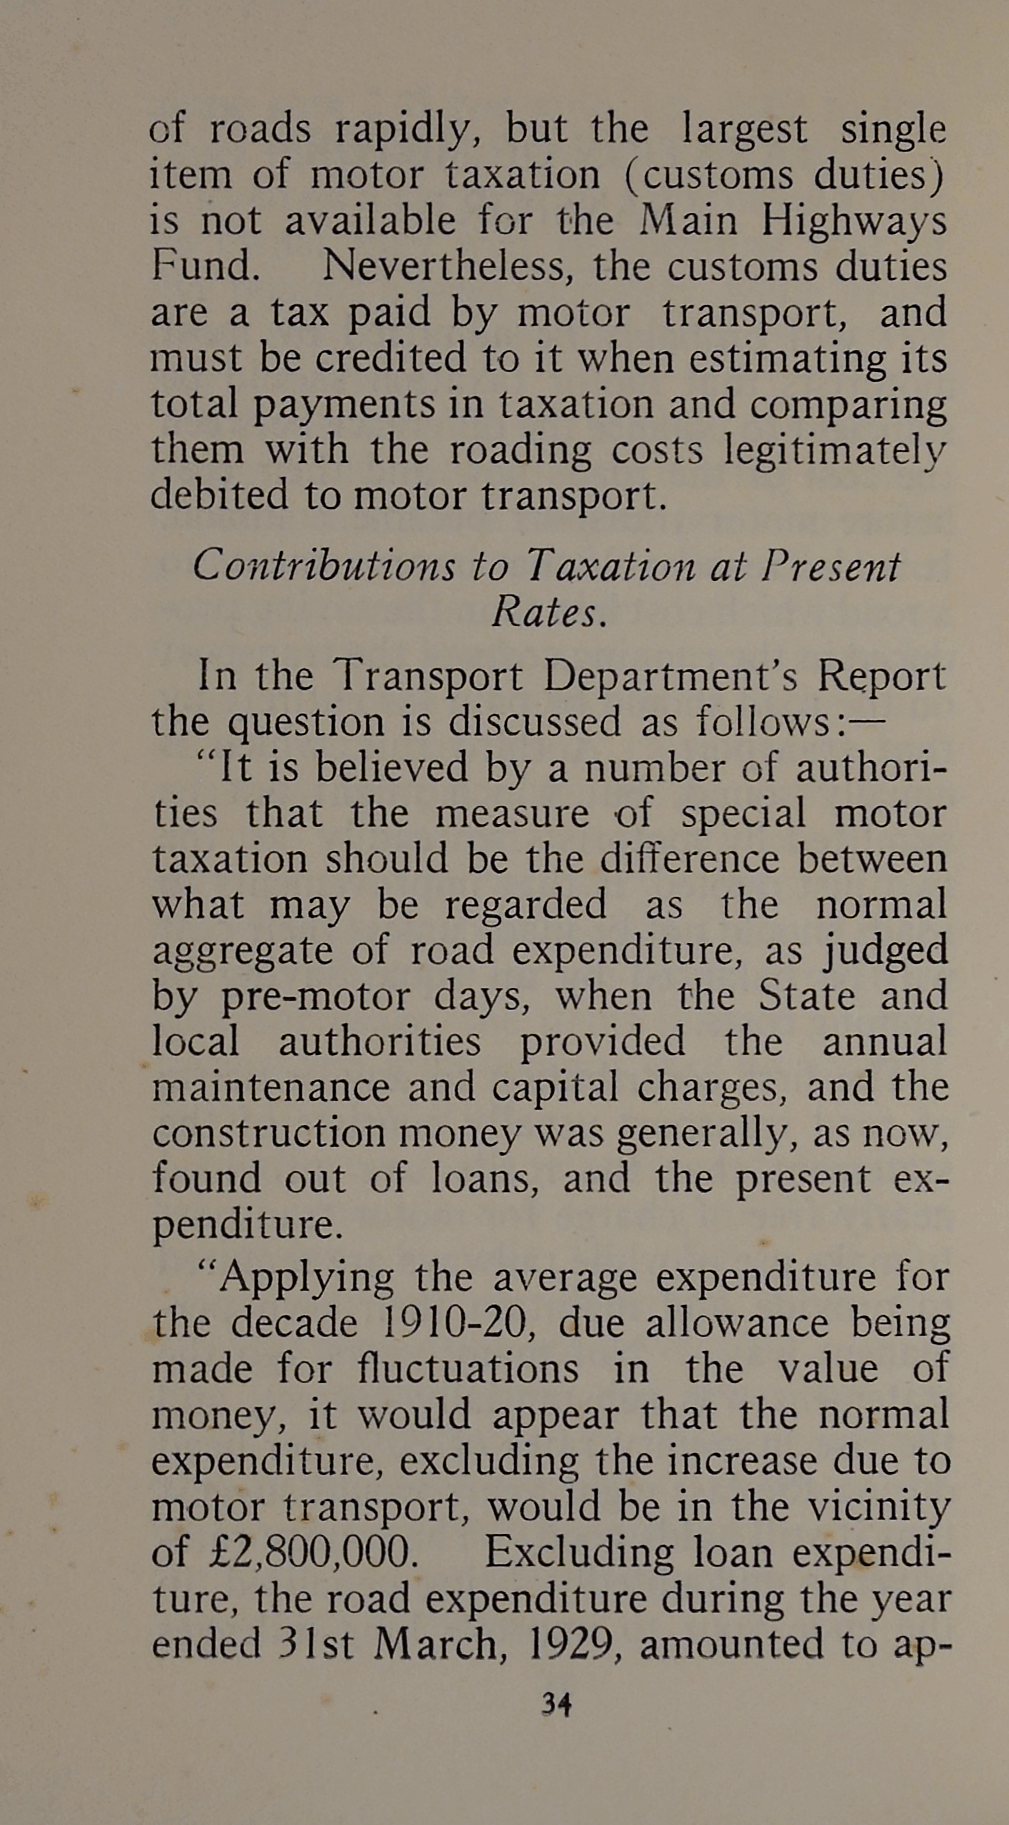 of roads rapidly, but the largest single
item of motor taxation (customs duties)
is not available for the Main Highways
Fund. Nevertheless, the customs duties
are a tax paid by motor transport, and
must be credited to it when estimating its
total payments in taxation and comparing
them with the roading costs legitimately
debited to motor transport.
Contributions to Taxation at Present
Rates.
In the Transport Department's Report
the question is discussed as follows:—
"It is believed by a number of authori-
ties that the measure of special motor
taxation should be the difference between
what may be regarded as the normal
aggregate of road expenditure, as judged
by pre-motor days, when the State and
local authorities provided the annual
maintenance and capital charges, and the
construction money was generally, as now,
found out of loans, and the present ex-
penditure.
"Applying the average expenditure for
the decade 1910-20, due allowance being
made for fluctuations in the value of
money, it would appear that the normal
expenditure, excluding the increase due to
motor transport, would be in the vicinity
of £2,800,000. Excluding loan expendi-
ture, the road expenditure during the year
ended 31st March, 1929, amounted to ap-
34